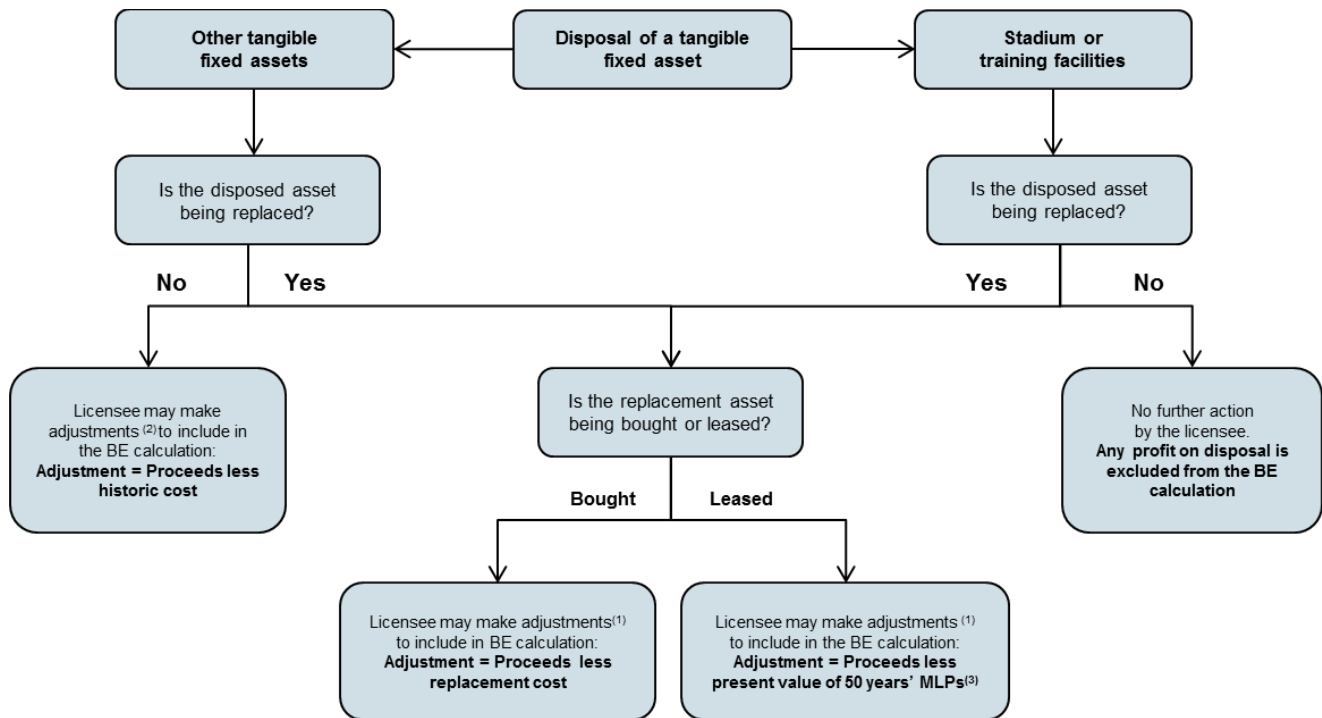 Other tangible
fixed assets
Disposal of a tangible
fixed asset
Stadium or
training facilities
Is the disposed asset
being replaced?
Is the disposed asset
being replaced?
No
Yes
Yes
No
Licensee may make
adjustments (2) to include in
the BE calculation:
Adjustment = Proceeds less
historic cost
Is the replacement asset
being bought or leased?
No further action
by the licensee.
Any profit on disposal is
excluded from the BE
calculation
Bought
Leased
Licensee may make adjustments(1)
to include in BE calculation:
Adjustment = Proceeds less
replacement cost
Licensee may make adjustments (1)
to include in the BE calculation:
Adjustment = Proceeds less
present value of 50 years' MLPs(3)